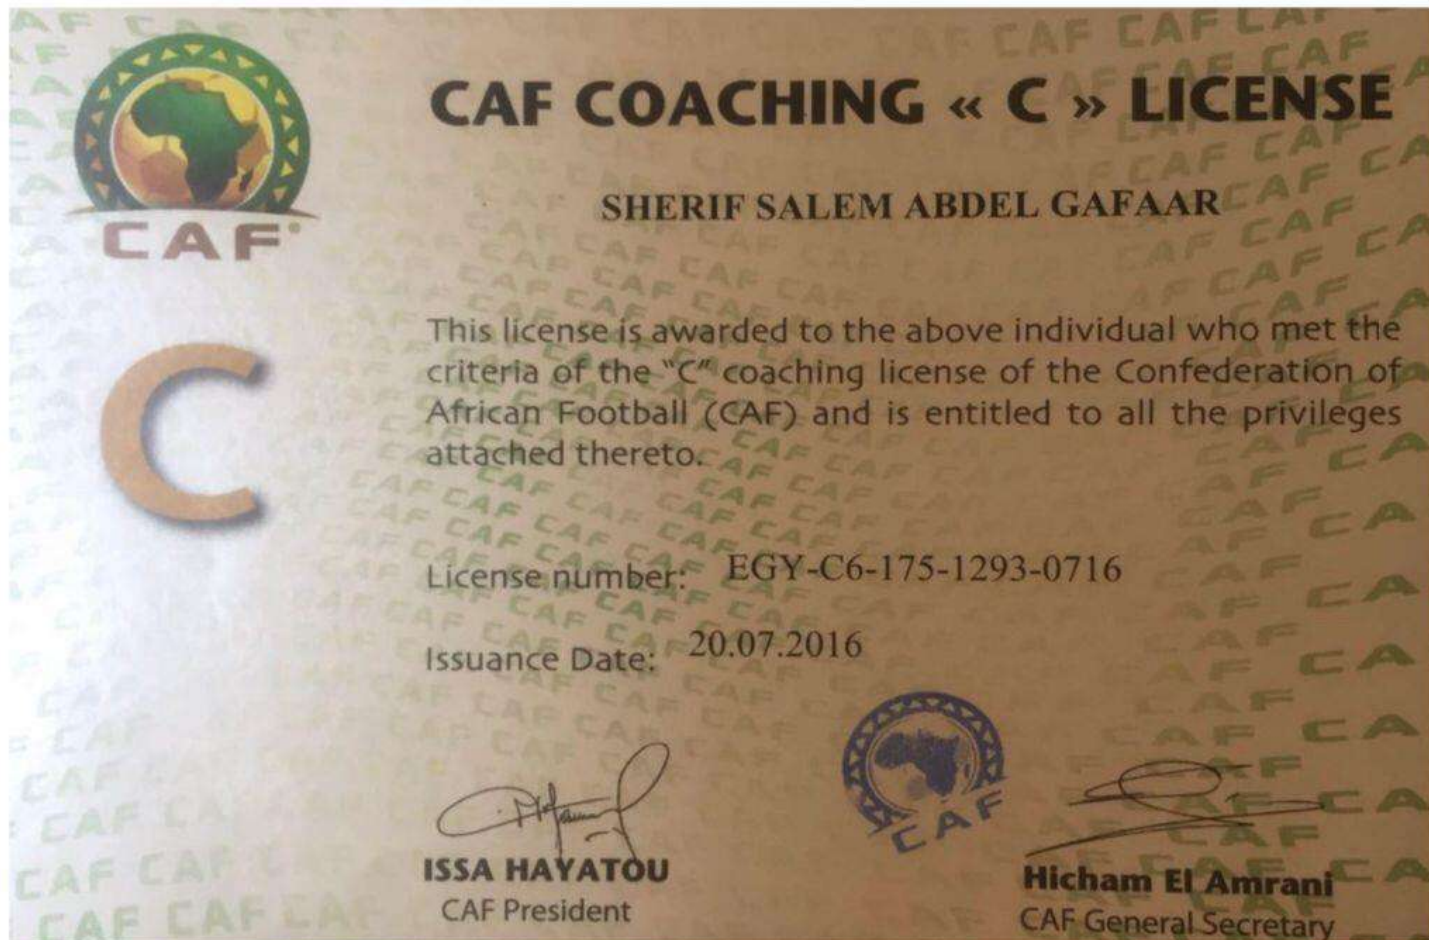 CAF COACHING « C » LICENSE
CAF
SHERIF SALEM ABDEL GAFAAR
C
This license is awarded to the above individual who met the
criteria of the "C" coaching license of the Confederation of
African Football (CAF) and is entitled to all the privileges
attached thereto.
License number: EGY-C6-175-1293-0716
Issuance Date: 20.07.2016
CAF
ISSA HAYATOU
CAF President
Hicham El Amrani
CAF General Secretary